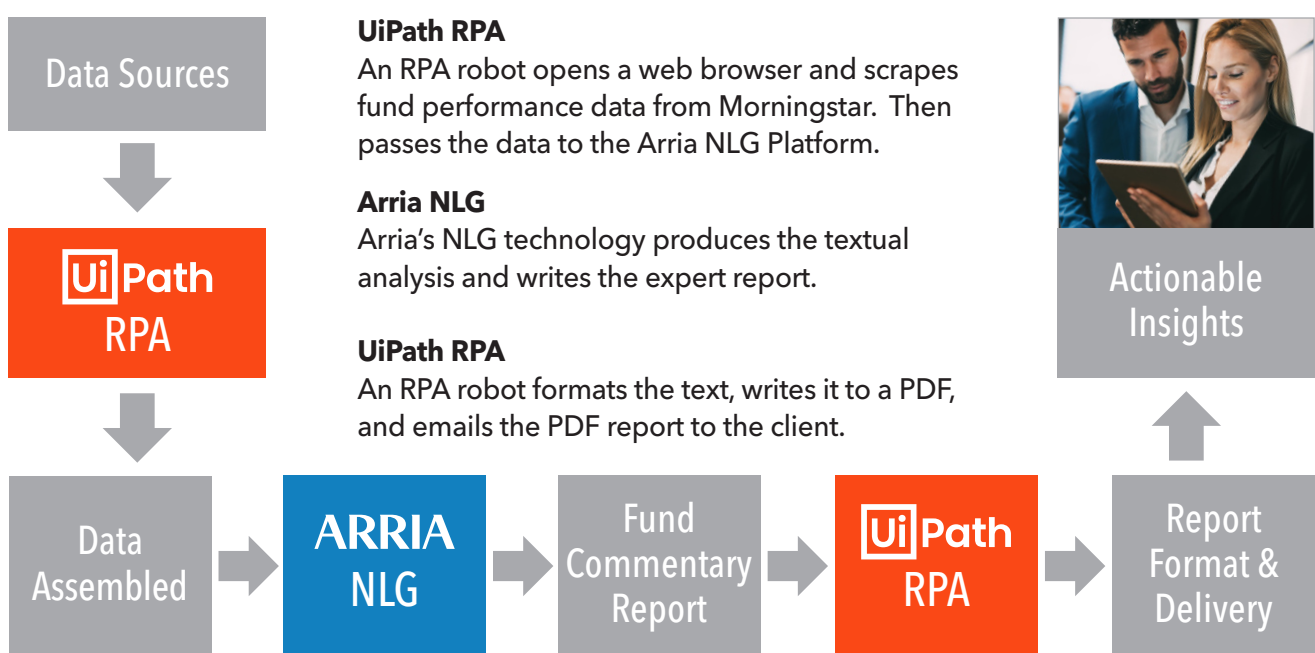 Data Sources
UiPath RPA
An RPA robot opens a web browser and scrapes
fund performance data from Morningstar.  Then
passes the data to the Arria NLG Platform.
Arria NLG
Arria’s NLG technology produces the textual
analysis and writes the expert report.
UiPath RPA
An RPA robot formats the text, writes it to a PDF,
and emails the PDF report to the client.
UiPath
RPA
Data
Assembled
ARRIA
NLG
Fund
Commentary
Report
UiPath
RPA
Report
Format &
Delivery
Actionable
Insights